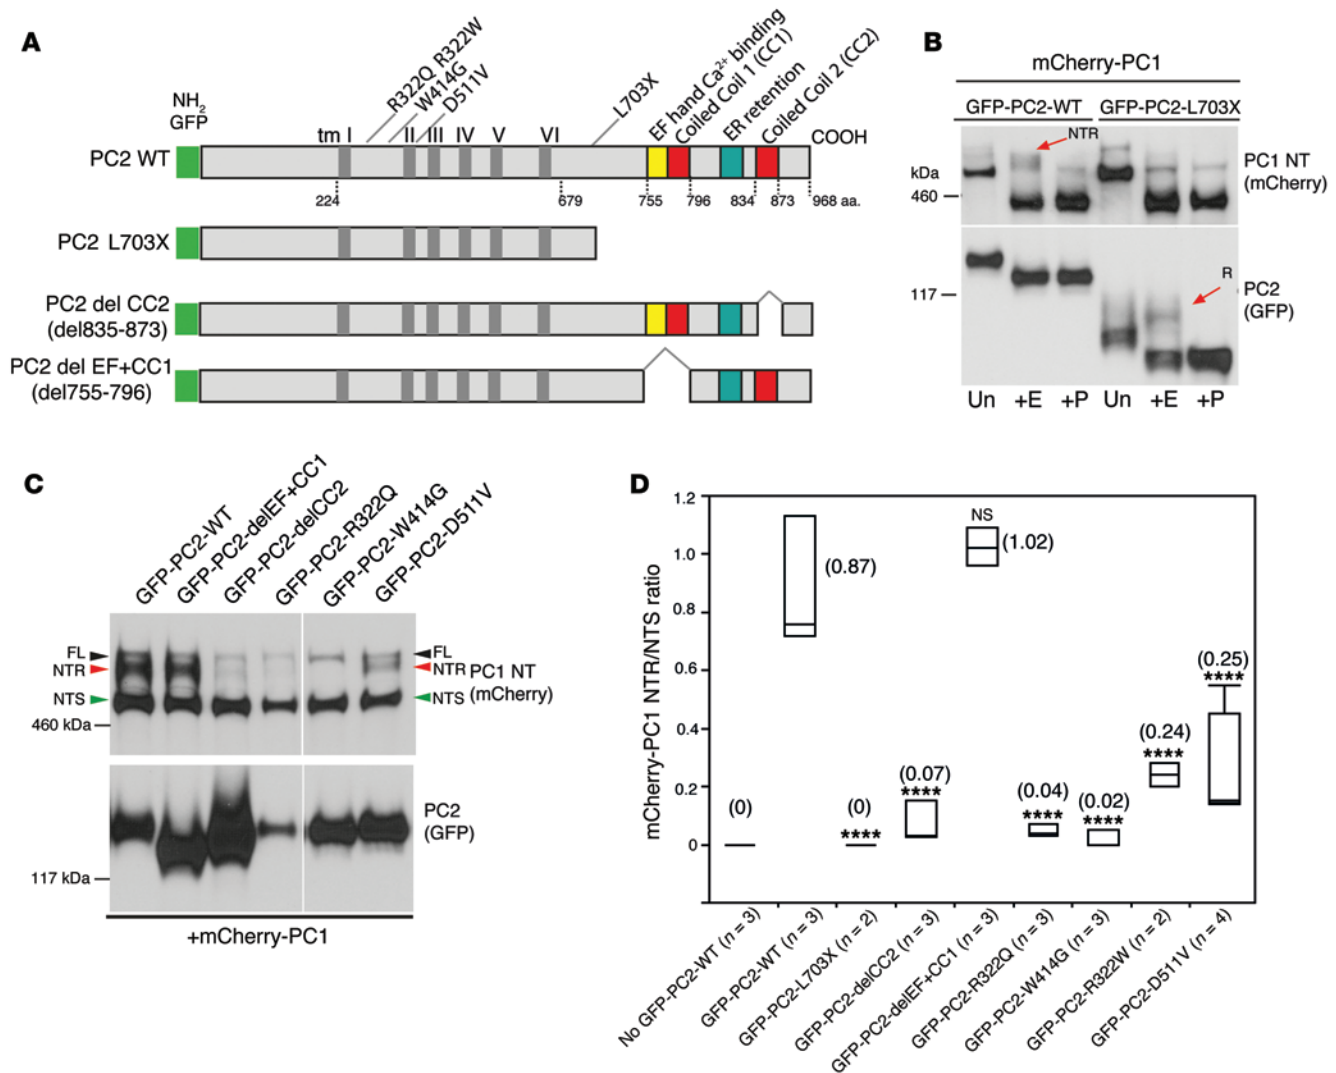 A
NH2
GFP
R322Q R322W
W414G
D511V
L703X
EF hand Ca2+ binding
Coiled Coil 1 (CC1)
ER retention
Coiled Coil 2 (CC2)
tm I II III IV V VI
COOH
PC2 WT
224 679 755 796 834 873 968 aa.
PC2 L703X
PC2 del CC2
(del835-873)
PC2 del EF+CC1
(del755-796)
B
mCherry-PC1
GFP-PC2-WT GFP-PC2-L703X
NTR
kDa
460
PC1 NT
(mCherry)
117
R
PC2
(GFP)
Un +E +P Un +E +P
C
GFP-PC2-WT
GFP-PC2-delEF+CC1
GFP-PC2-delCC2
GFP-PC2-R322Q
GFP-PC2-W414G
GFP-PC2-D511V
FL FL
NTR NTR
NTS NTS
PC1 NT
(mCherry)
460 kDa
PC2
(GFP)
117 kDa
+mCherry-PC1
D
mCherry-PC1 NTR/NTS ratio
1.2
1.0
0.8
0.6
0.4
0.2
0
(0)
(0.87)
(0)
****
(0.07)
****
NS
(1.02)
(0.04)
****
(0.02)
****
(0.24)
****
(0.25)
****
No GFP-PC2-WT (n = 3)
GFP-PC2-WT (n = 3)
GFP-PC2-L703X (n = 2)
GFP-PC2-delCC2 (n = 3)
GFP-PC2-delEF+CC1 (n = 3)
GFP-PC2-R322Q (n = 3)
GFP-PC2-W414G (n = 3)
GFP-PC2-R322W (n = 2)
GFP-PC2-D511V (n = 4)